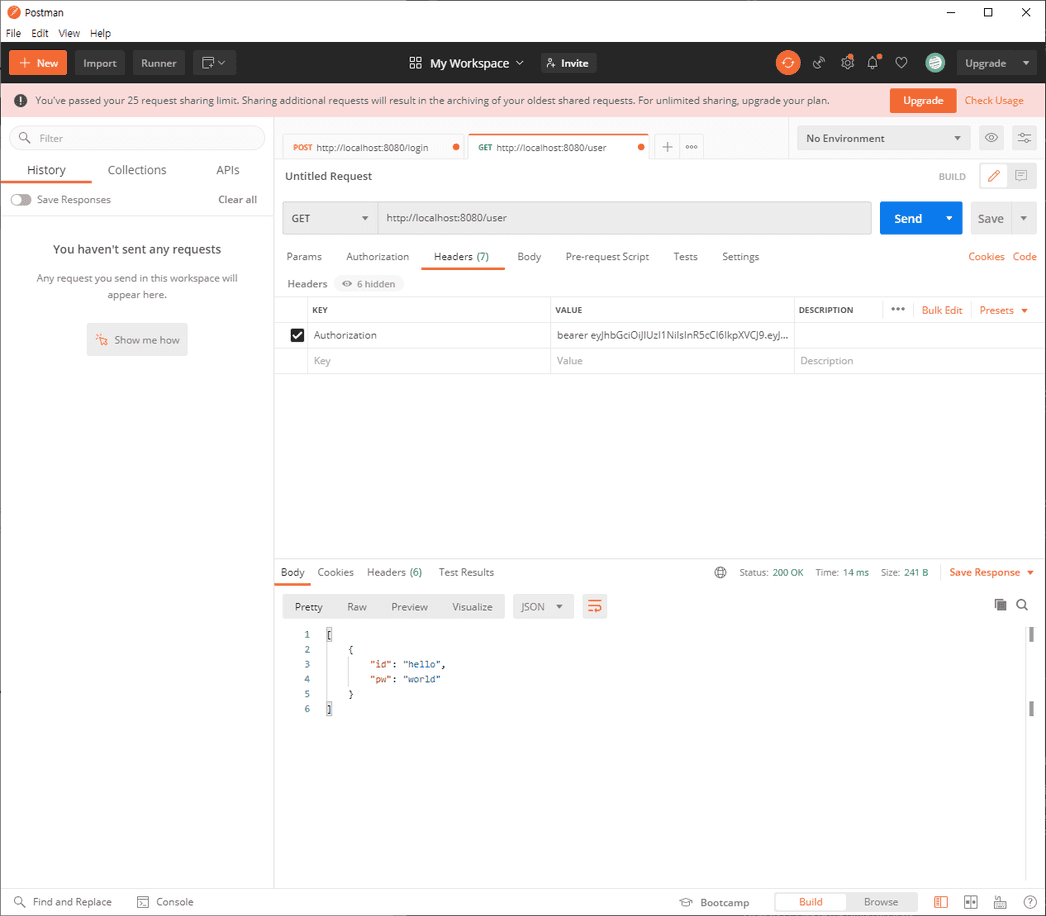 Postman
File Edit View Help
New Import Runner My Workspace Invite Upgrade
You've passed your 25 request sharing limit. Sharing additional requests will result in the archiving of your oldest shared requests. For unlimited sharing, upgrade your plan. Upgrade Check Usage
Filter
History Collections APIs
Save Responses Clear all
You haven't sent any requests
Any request you send in this workspace will
appear here.
Show me how
POST http://localhost:8080/login GET http://localhost:8080/user No Environment
Untitled Request BUILD
GET http://localhost:8080/user Send Save
Params Authorization Headers (7) Body Pre-request Script Tests Settings Cookies Code
Headers 6 hidden
KEY VALUE DESCRIPTION Bulk Edit Presets
Authorization bearer eyJhbGciOiJIUzI1NiIsInR5cCI6IkpXVCJ9.eyJ...
Key Value Description
Body Cookies Headers (6) Test Results Status: 200 OK Time: 14 ms Size: 241 B Save Response
Pretty Raw Preview Visualize JSON
1 [
2 {
3 "id": "hello",
4 "pw": "world"
5 }
6 ]
Find and Replace Console Bootcamp Build Browse